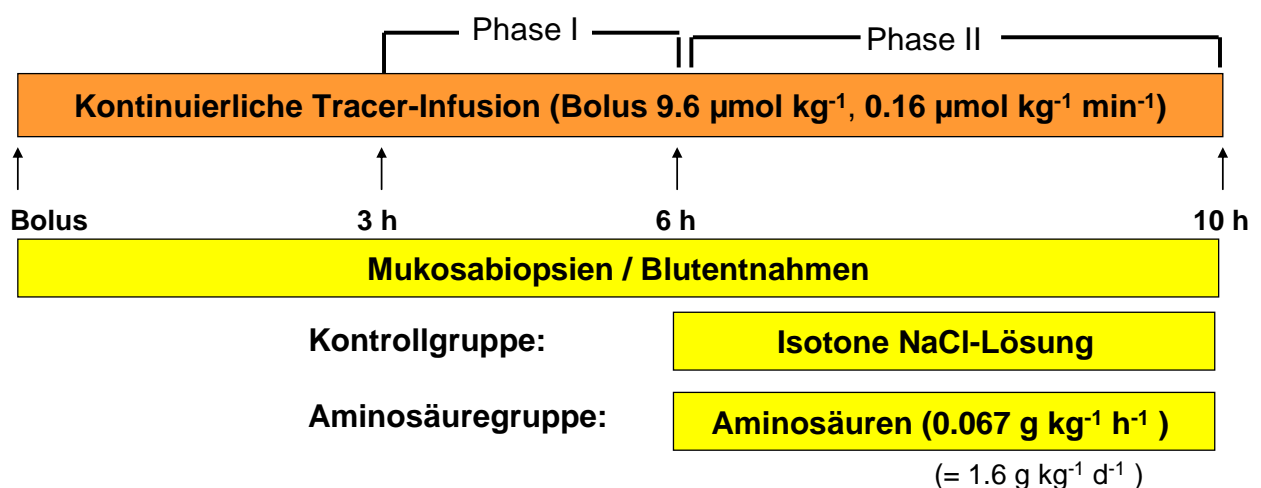 Phase I
Phase II
Kontinuierliche Tracer-Infusion (Bolus 9.6 µmol kg⁻¹, 0.16 µmol kg⁻¹ min⁻¹)
Bolus 3 h 6 h 10 h
Mukosabiopsien / Blutentnahmen
Kontrollgruppe: Isotone NaCl-Lösung
Aminosäuregruppe: Aminosäuren (0.067 g kg⁻¹ h⁻¹ )
(= 1.6 g kg⁻¹ d⁻¹ )